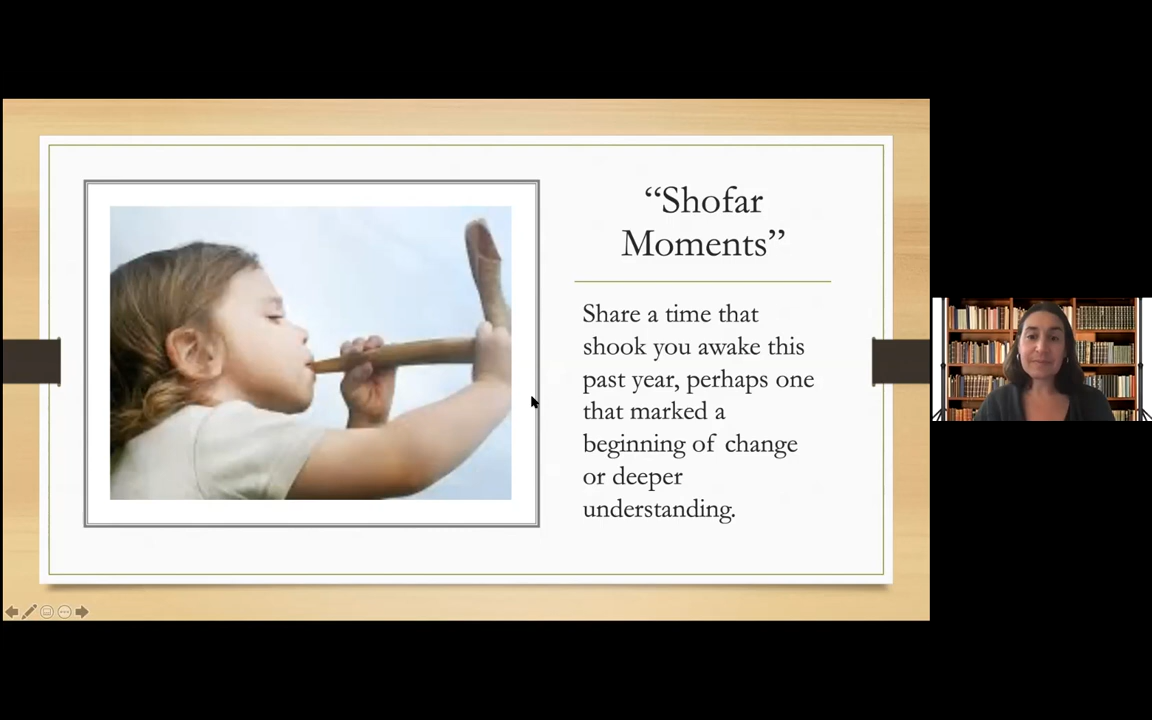 “Shofar
Moments”
Share a time that
shook you awake this
past year, perhaps one
that marked a
beginning of change
or deeper
understanding.